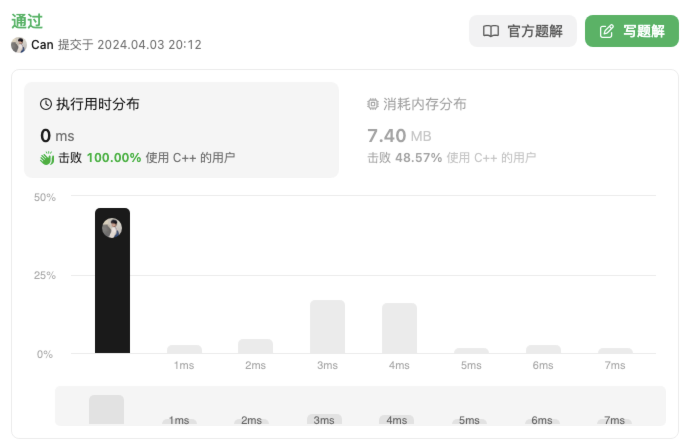 通过
Can 提交于 2024.04.03 20:12
官方题解
写题解
执行用时分布
0 ms
击败 100.00% 使用 C++ 的用户
消耗内存分布
7.40 MB
击败 48.57% 使用 C++ 的用户
50%
25%
0%
1ms 2ms 3ms 4ms 5ms 6ms 7ms
1ms 2ms 3ms 4ms 5ms 6ms 7ms